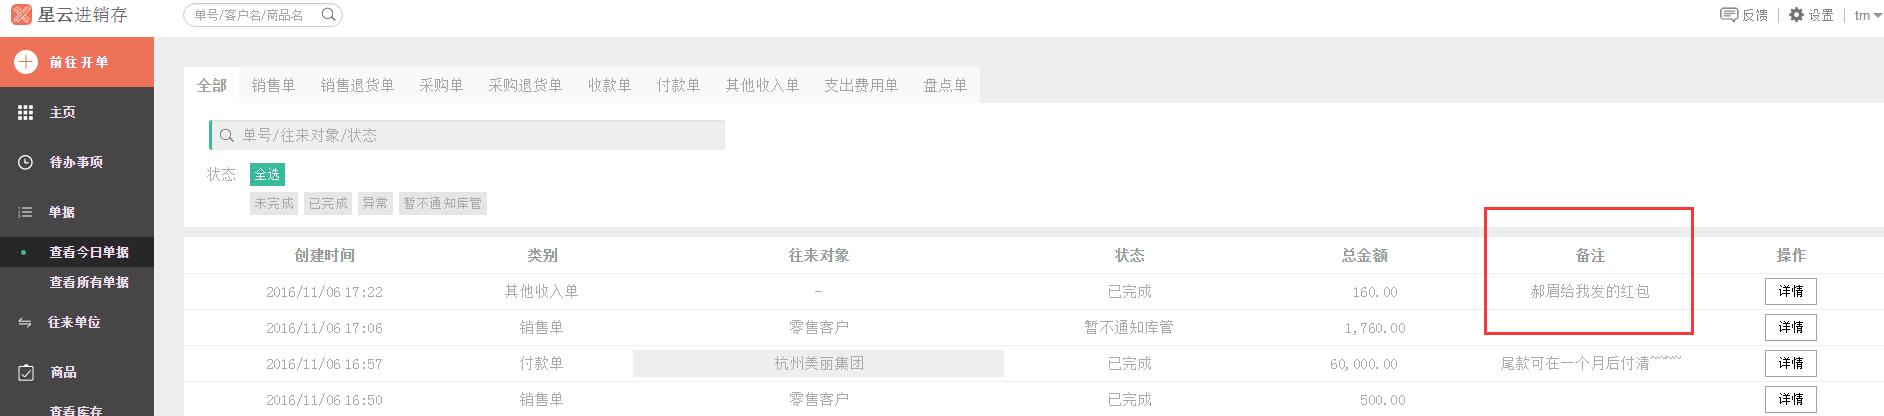 星云进销存 单号/客户名/商品名 反馈 设置 trn
前往开单
全部 销售单 销售退货单 采购单 采购退货单 收款单 付款单 其他收入单 支出费用单 盘点单
主页
单号/往来对象/状态
待办事项
状态 全选
未完成 已完成 异常 暂不通知库管
单据
查看今日单据
查看所有单据
往来单位
商品
查看库存
创建时间 类别 往来对象 状态 总金额 备注 操作
2016/11/06 17:22 其他收入单 - 已完成 160.00 郝眉给我发的红包 详情
2016/11/06 17:06 销售单 零售客户 暂不通知库管 1,760.00 详情
2016/11/06 16:57 付款单 杭州美丽集团 已完成 60,000.00 尾款可在一个月后付清~~~~ 详情
2016/11/06 16:50 销售单 零售客户 已完成 500.00 详情